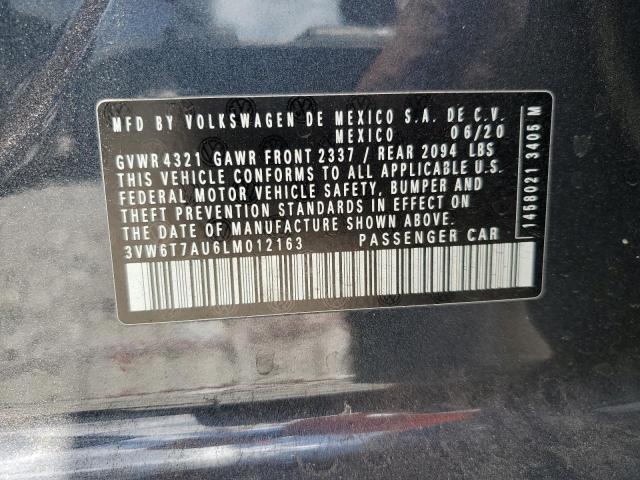 MFD BY VOLKSWAGEN DE MEXICO S.A. DE C.V.
MEXICO 06/20
GVWR 4321 GAWR FRONT 2337 / REAR 2094 LBS
THIS VEHICLE CONFORMS TO ALL APPLICABLE U.S.
FEDERAL MOTOR VEHICLE SAFETY, BUMPER AND
THEFT PREVENTION STANDARDS IN EFFECT ON
THE DATE OF MANUFACTURE SHOWN ABOVE.
3VW6T7AU6LM012163 PASSENGER CAR
1458021 3405 M